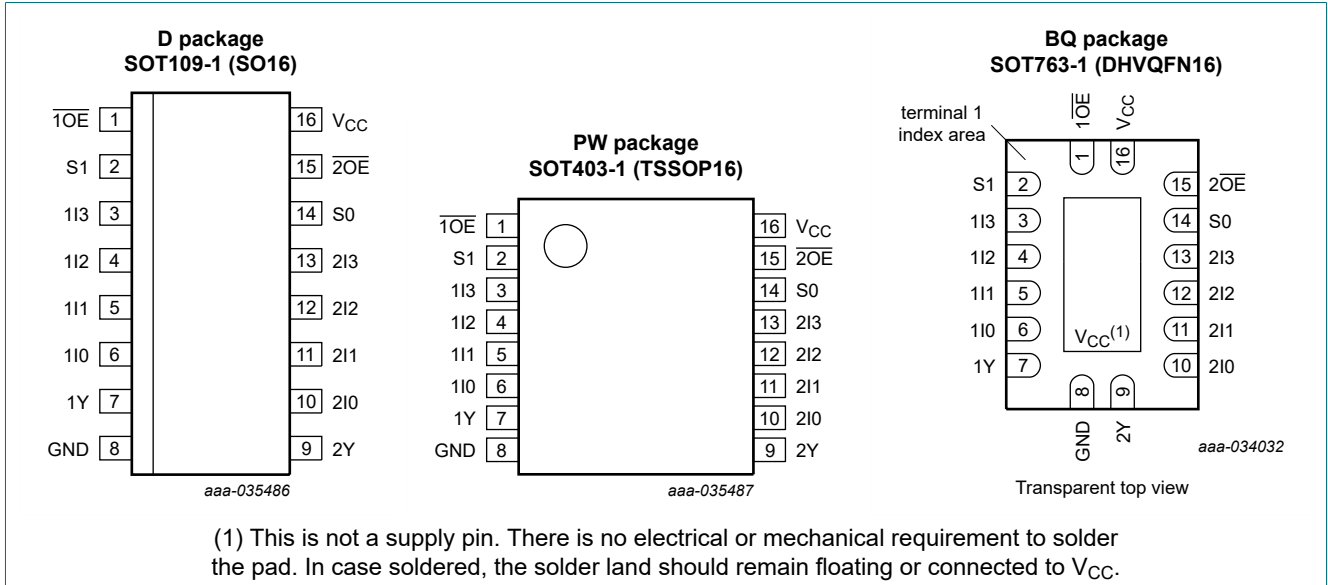 D package
SOT109-1 (SO16)
1̅O̅E̅ 1
S1 2
1I3 3
1I2 4
1I1 5
1I0 6
1Y 7
GND 8
16 VCC
15 2̅O̅E̅
14 S0
13 2I3
12 2I2
11 2I1
10 2I0
9 2Y
aaa-035486
PW package
SOT403-1 (TSSOP16)
1̅O̅E̅ 1
S1 2
1I3 3
1I2 4
1I1 5
1I0 6
1Y 7
GND 8
16 VCC
15 2̅O̅E̅
14 S0
13 2I3
12 2I2
11 2I1
10 2I0
9 2Y
aaa-035487
BQ package
SOT763-1 (DHVQFN16)
terminal 1
index area
1̅O̅E̅ 1
VCC 16
S1 2
1I3 3
1I2 4
1I1 5
1I0 6
1Y 7
15 2O̅E̅
14 S0
13 2I3
12 2I2
11 2I1
10 2I0
VCC(1)
8 GND
9 2Y
aaa-034032
Transparent top view
(1) This is not a supply pin. There is no electrical or mechanical requirement to solder
the pad. In case soldered, the solder land should remain floating or connected to VCC.